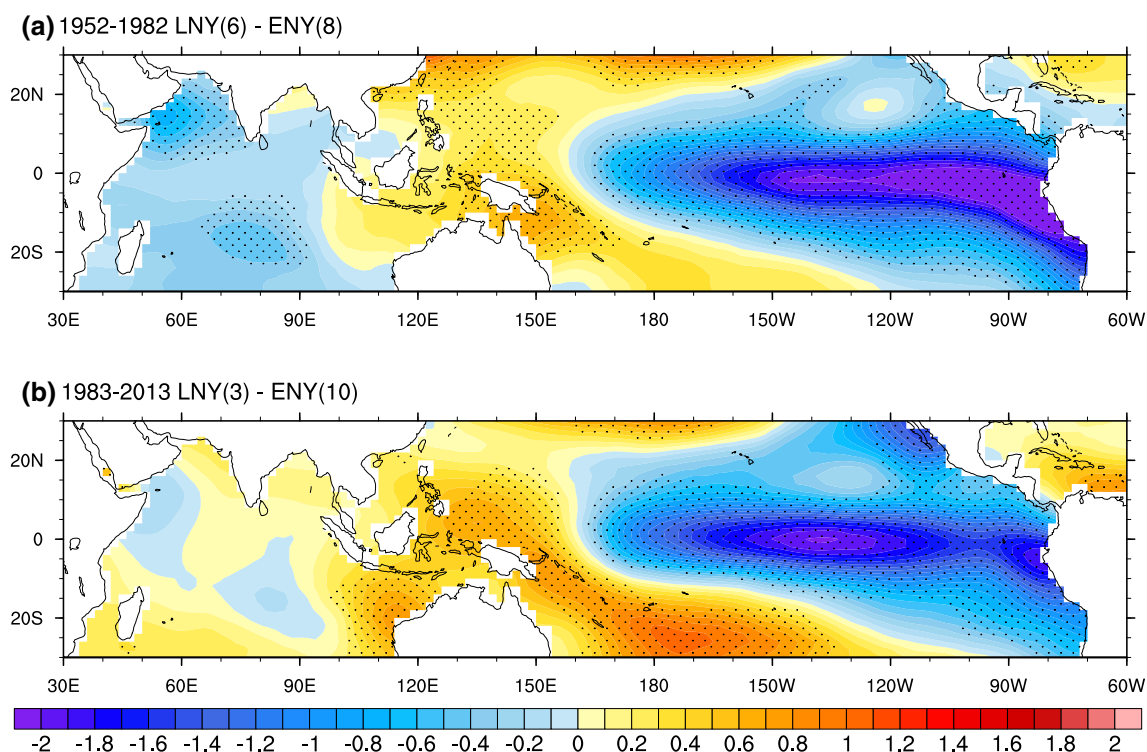 (a) 1952-1982 LNY(6) - ENY(8)
20N
0
20S
30E 60E 90E 120E 150E 180 150W 120W 90W 60W
(b) 1983-2013 LNY(3) - ENY(10)
20N
0
20S
30E 60E 90E 120E 150E 180 150W 120W 90W 60W
-2 -1.8 -1.6 -1.4 -1.2 -1 -0.8 -0.6 -0.4 -0.2 0 0.2 0.4 0.6 0.8 1 1.2 1.4 1.6 1.8 2